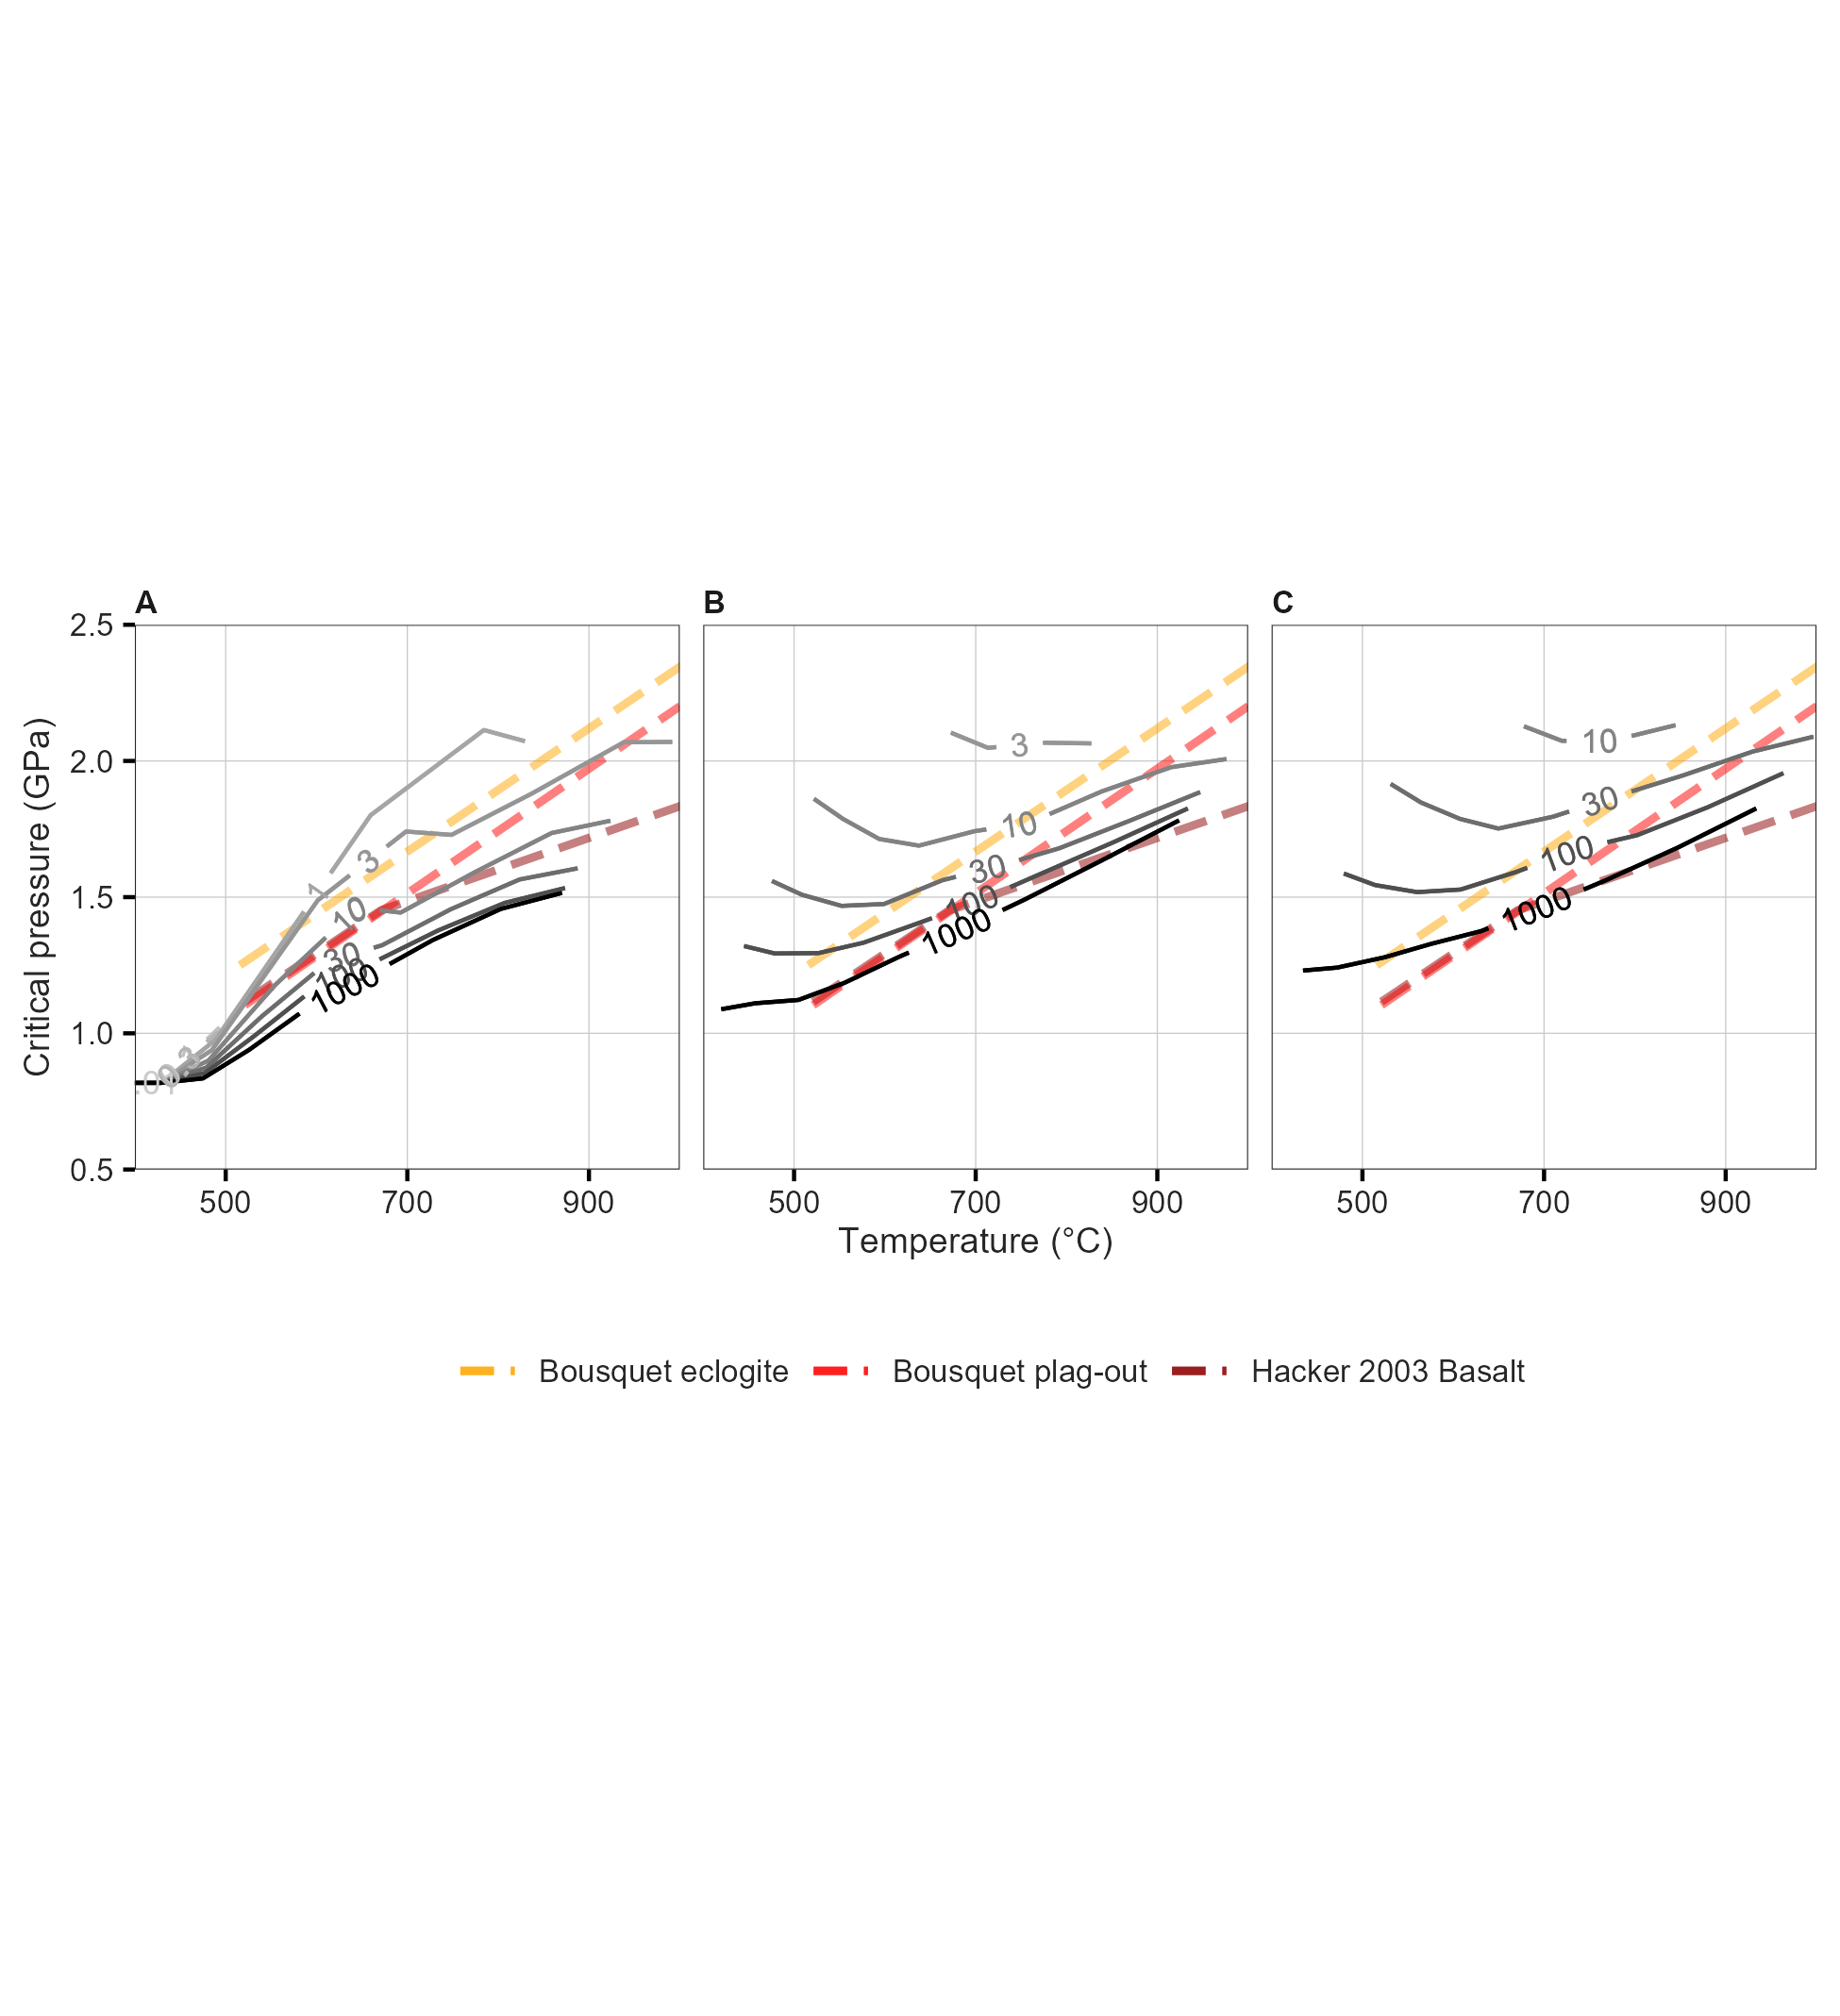 A B C
2.5
2.0
1.5
1.0
0.5
Critical pressure (GPa)
1 3 10 30 100 1000
3 10 30 100 1000
10 30 100 1000
500 700 900 500 700 900 500 700 900
Temperature (°C)
Bousquet eclogite Bousquet plag-out Hacker 2003 Basalt